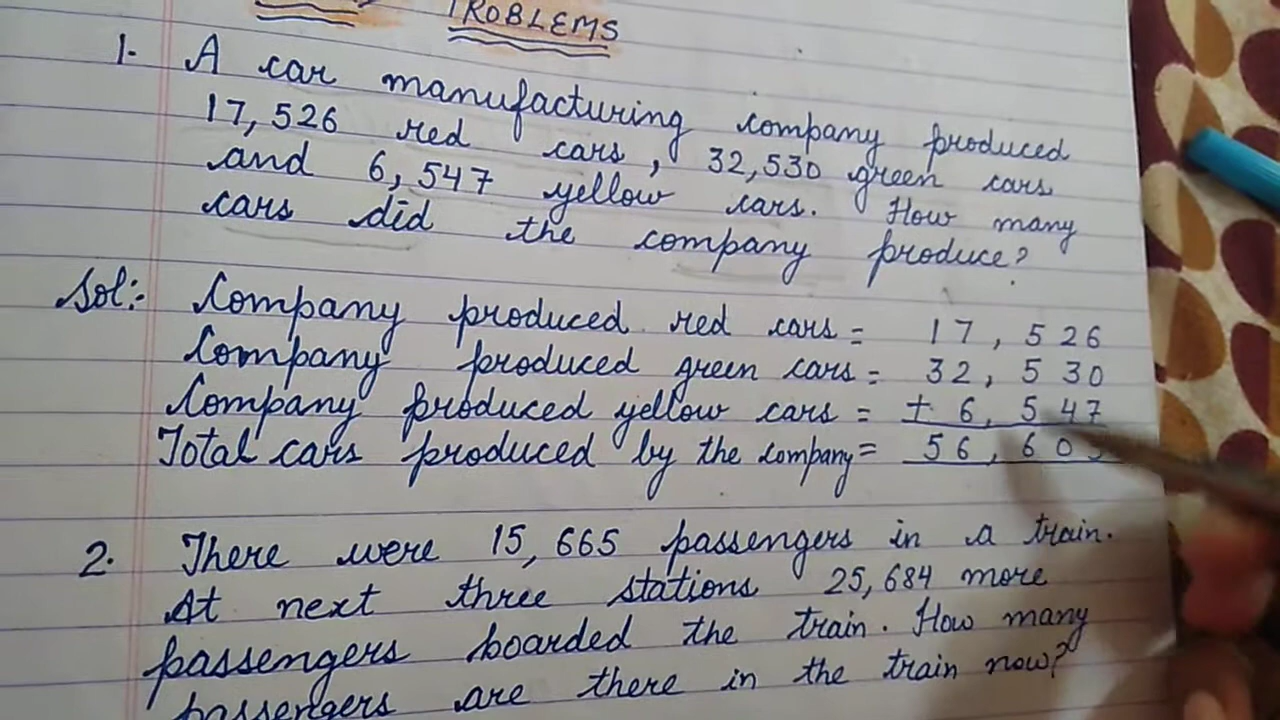 PROBLEMS
1. A car manufacturing company produced
17,526 red cars, 32,530 green cars
and 6,547 yellow cars. How many
cars did the company produce?
Sol:- Company produced red cars = 17,526
Company produced green cars = 32,530
Company produced yellow cars = + 6,547
Total cars produced by the company = 56,60
2. There were 15,665 passengers in a train.
At next three stations 25,684 more
passengers boarded the train. How many
passengers are there in the train now?